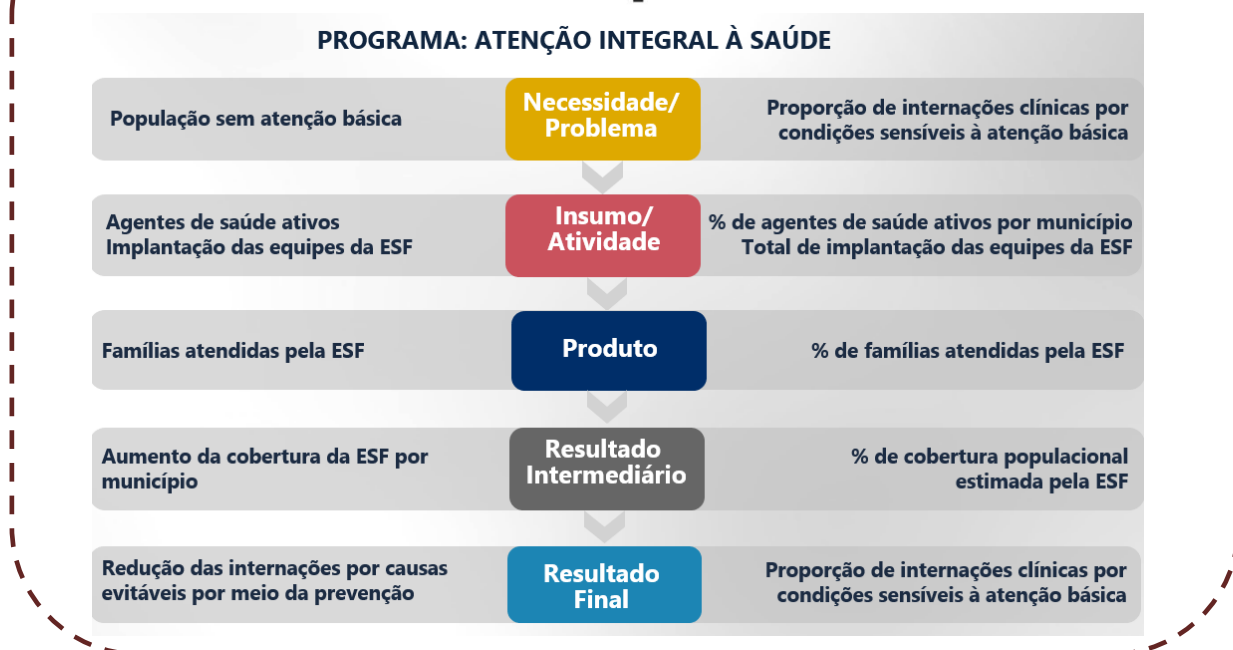 PROGRAMA: ATENÇÃO INTEGRAL À SAÚDE
População sem atenção básica
Necessidade/
Problema
Proporção de internações clínicas por
condições sensíveis à atenção básica
Agentes de saúde ativos
Implantação das equipes da ESF
Insumo/
Atividade
% de agentes de saúde ativos por município
Total de implantação das equipes da ESF
Famílias atendidas pela ESF
Produto
% de famílias atendidas pela ESF
Aumento da cobertura da ESF por
município
Resultado
Intermediário
% de cobertura populacional
estimada pela ESF
Redução das internações por causas
evitáveis por meio da prevenção
Resultado
Final
Proporção de internações clínicas por
condições sensíveis à atenção básica